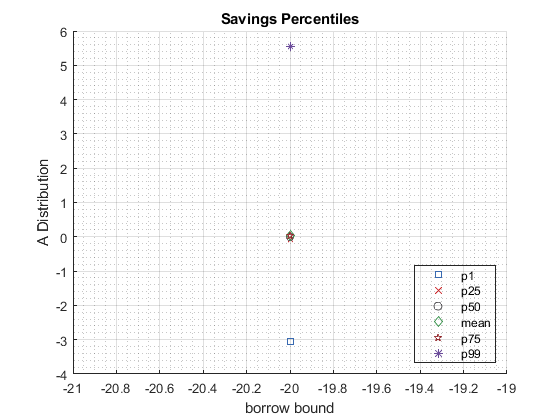 Savings Percentiles
6
5
4
3
2
1
0
-1
-2
-3
-4
A Distribution
p1
p25
p50
mean
p75
p99
-21 -20.8 -20.6 -20.4 -20.2 -20 -19.8 -19.6 -19.4 -19.2 -19
borrow bound